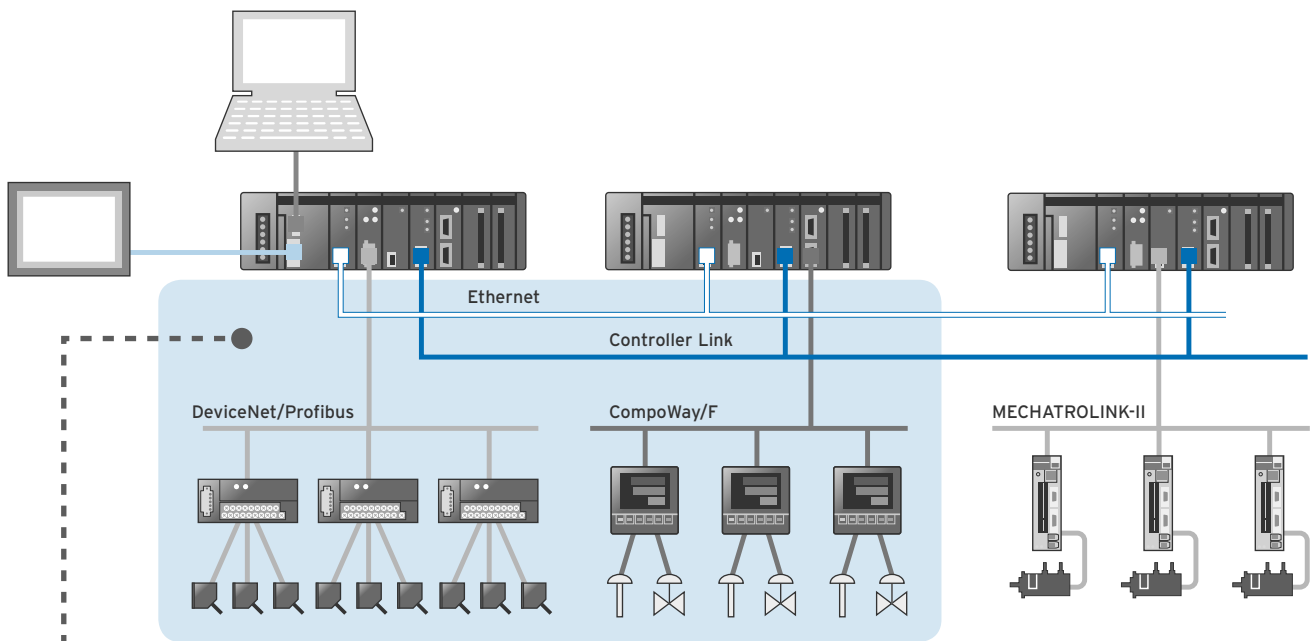 Ethernet
Controller Link
DeviceNet/Profibus
CompoWay/F
MECHATROLINK-II